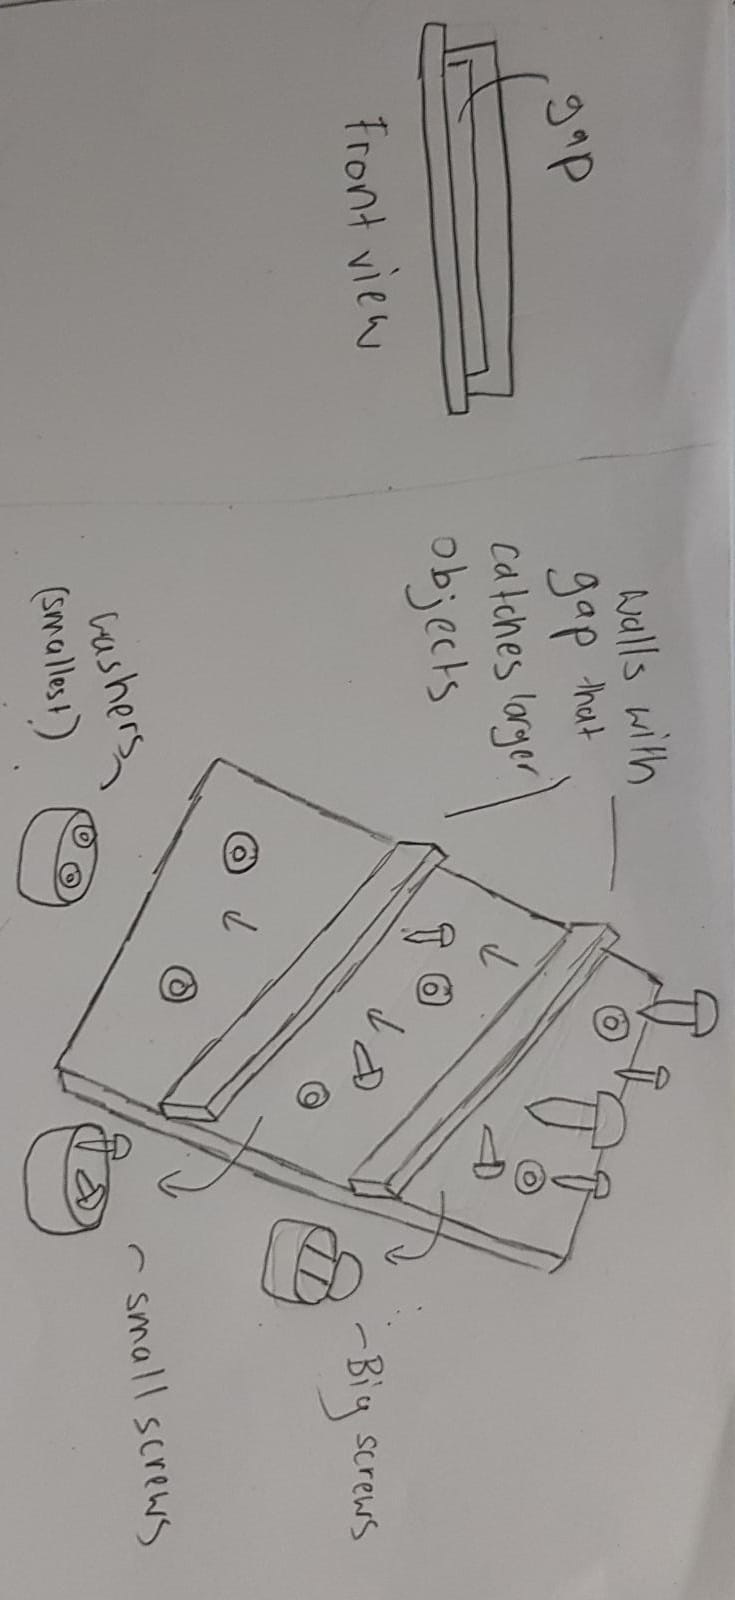 gap
front view
walls with
gap that
catches larger
objects
washers
(smallest)
small screws
Big screws